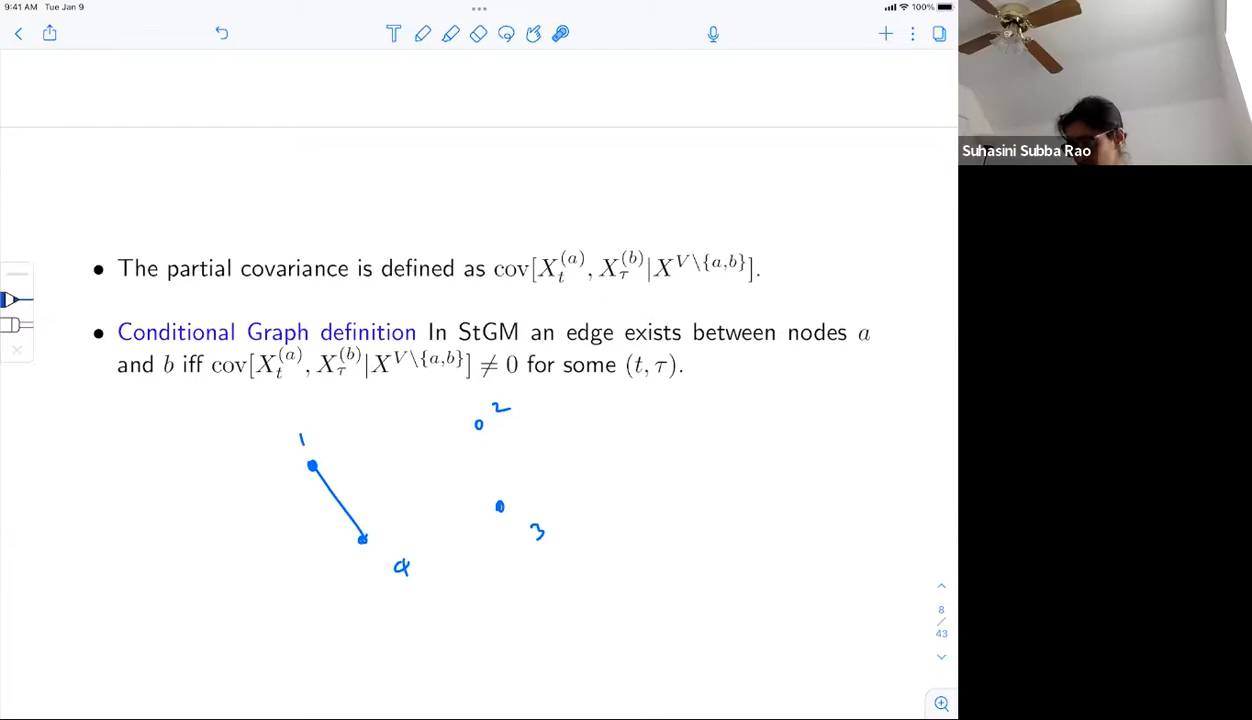 9:41 AM Tue Jan 9
100%
Suhasini Subba Rao
• The partial covariance is defined as cov[X_t^{(a)}, X_τ^{(b)}|X^{V\{a,b}}].
• Conditional Graph definition In StGM an edge exists between nodes a
and b iff cov[X_t^{(a)}, X_τ^{(b)}|X^{V\{a,b}}] ≠ 0 for some (t, τ).
2
1
3
4
8
/
43